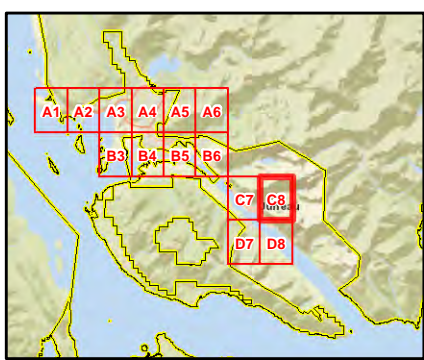 A1 A2 A3 A4 A5 A6
B3 B4 B5 B6
C7 C8
Juneau
D7 D8